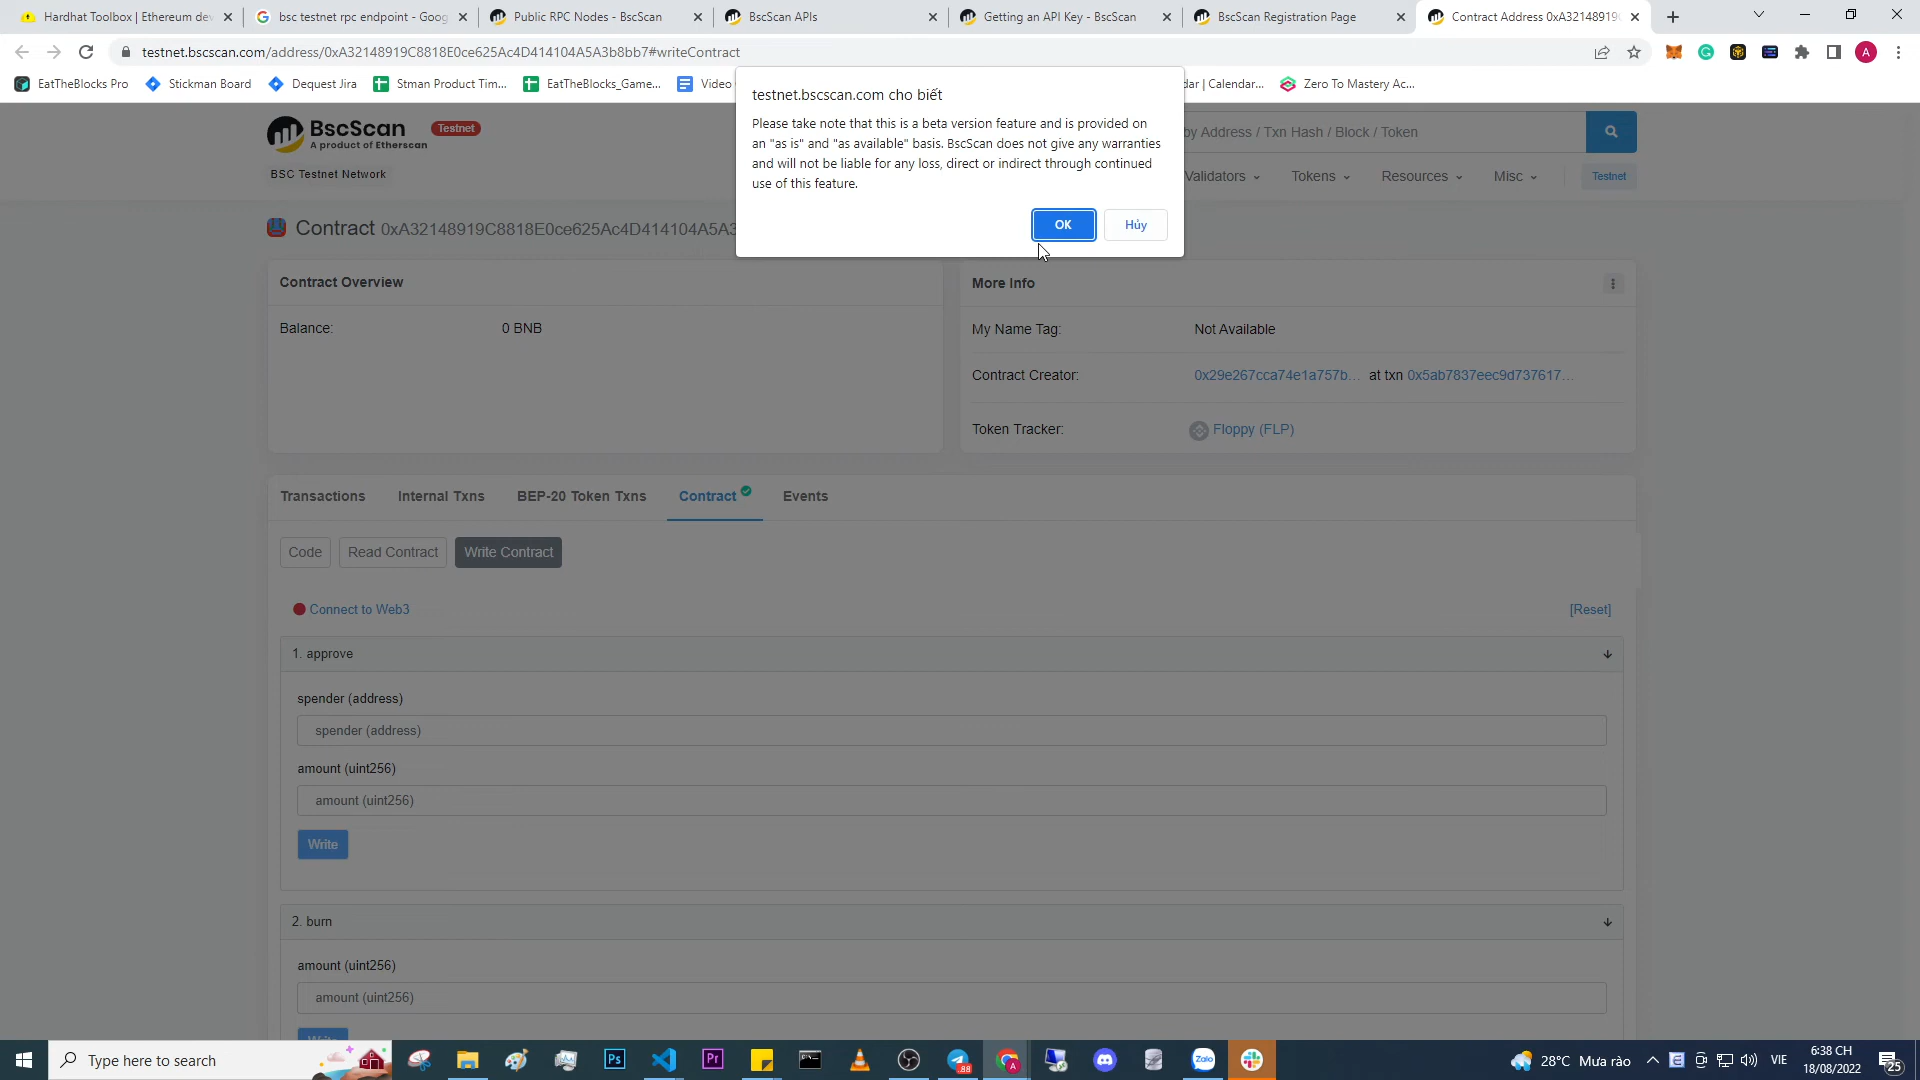 Hardhat Toolbox | Ethereum dev
bsc testnet rpc endpoint - Goog
Public RPC Nodes - BscScan
BscScan APIs
Getting an API Key - BscScan
BscScan Registration Page
Contract Address 0xA32148919C
testnet.bscscan.com/address/0xA32148919C8818E0ce625Ac4D414104A5A3b8bb7#writeContract
A
EatTheBlocks Pro
Stickman Board
Dequest Jira
Stman Product Tim...
EatTheBlocks_Game...
Video
dar | Calendar...
Zero To Mastery Ac...
testnet.bscscan.com cho biết
Please take note that this is a beta version feature and is provided on
an "as is" and "as available" basis. BscScan does not give any warranties
and will not be liable for any loss, direct or indirect through continued
use of this feature.
OK
Hủy
BscScan
A product of Etherscan
Testnet
BSC Testnet Network
by Address / Txn Hash / Block / Token
Validators
Tokens
Resources
Misc
Testnet
Contract 0xA32148919C8818E0ce625Ac4D414104A5A3
Contract Overview
Balance:
0 BNB
More Info
My Name Tag:
Not Available
Contract Creator:
0x29e267cca74e1a757b... at txn 0x5ab7837eec9d737617...
Token Tracker:
Floppy (FLP)
Transactions
Internal Txns
BEP-20 Token Txns
Contract
Events
Code
Read Contract
Write Contract
Connect to Web3
[Reset]
1. approve
spender (address)
spender (address)
amount (uint256)
amount (uint256)
Write
2. burn
amount (uint256)
amount (uint256)
Write
Type here to search
Ps
Pr
88
A
Zalo
28°C Mưa rào
VIE
6:38 CH
18/08/2022
25